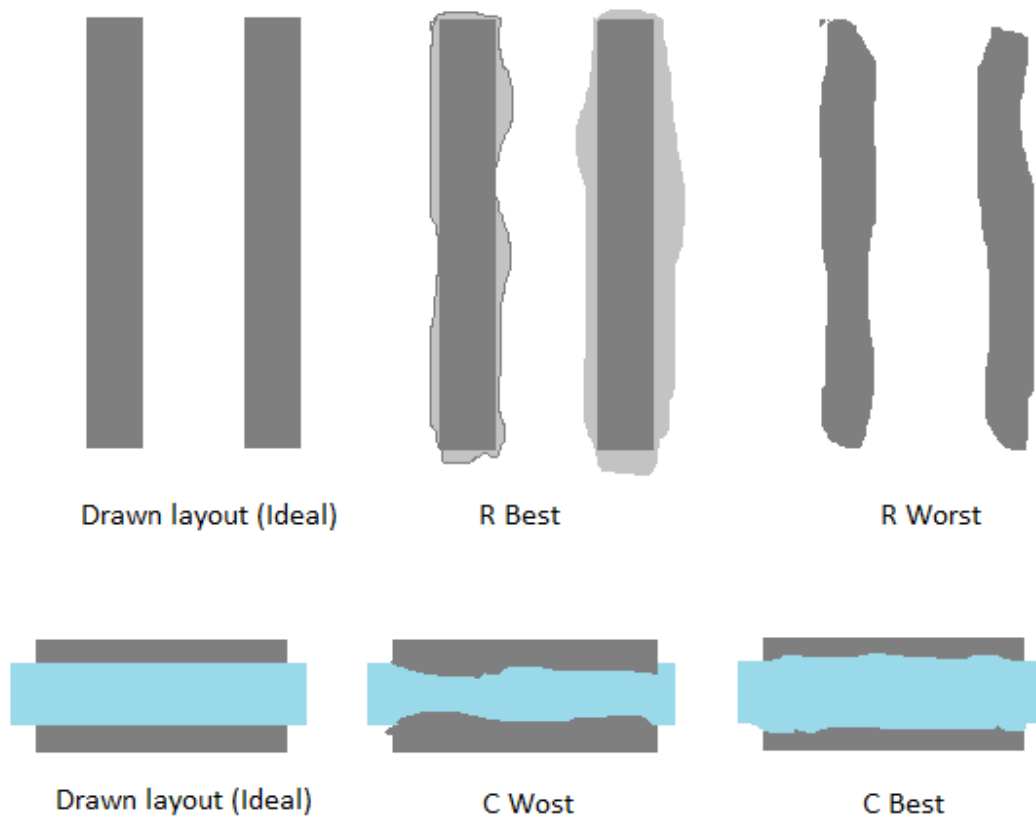 Drawn layout (Ideal)
R Best
R Worst
Drawn layout (Ideal)
C Wost
C Best